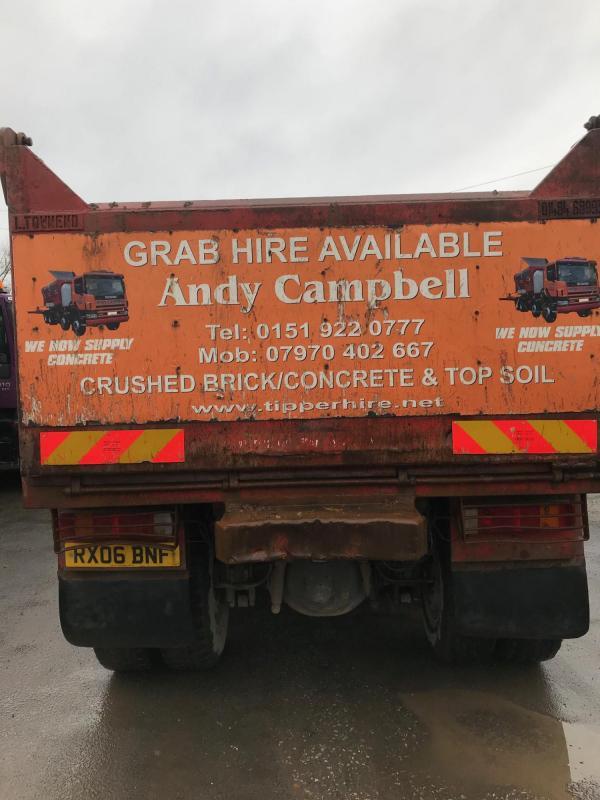 I.TOWNEND
GRAB HIRE AVAILABLE
Andy Campbell
Tel: 0151 922 0777
Mob: 07970 402 667
WE NOW SUPPLY
CONCRETE
WE NOW SUPPLY
CONCRETE
CRUSHED BRICK/CONCRETE & TOP SOIL
www.tipperhire.net
RX06 BNF